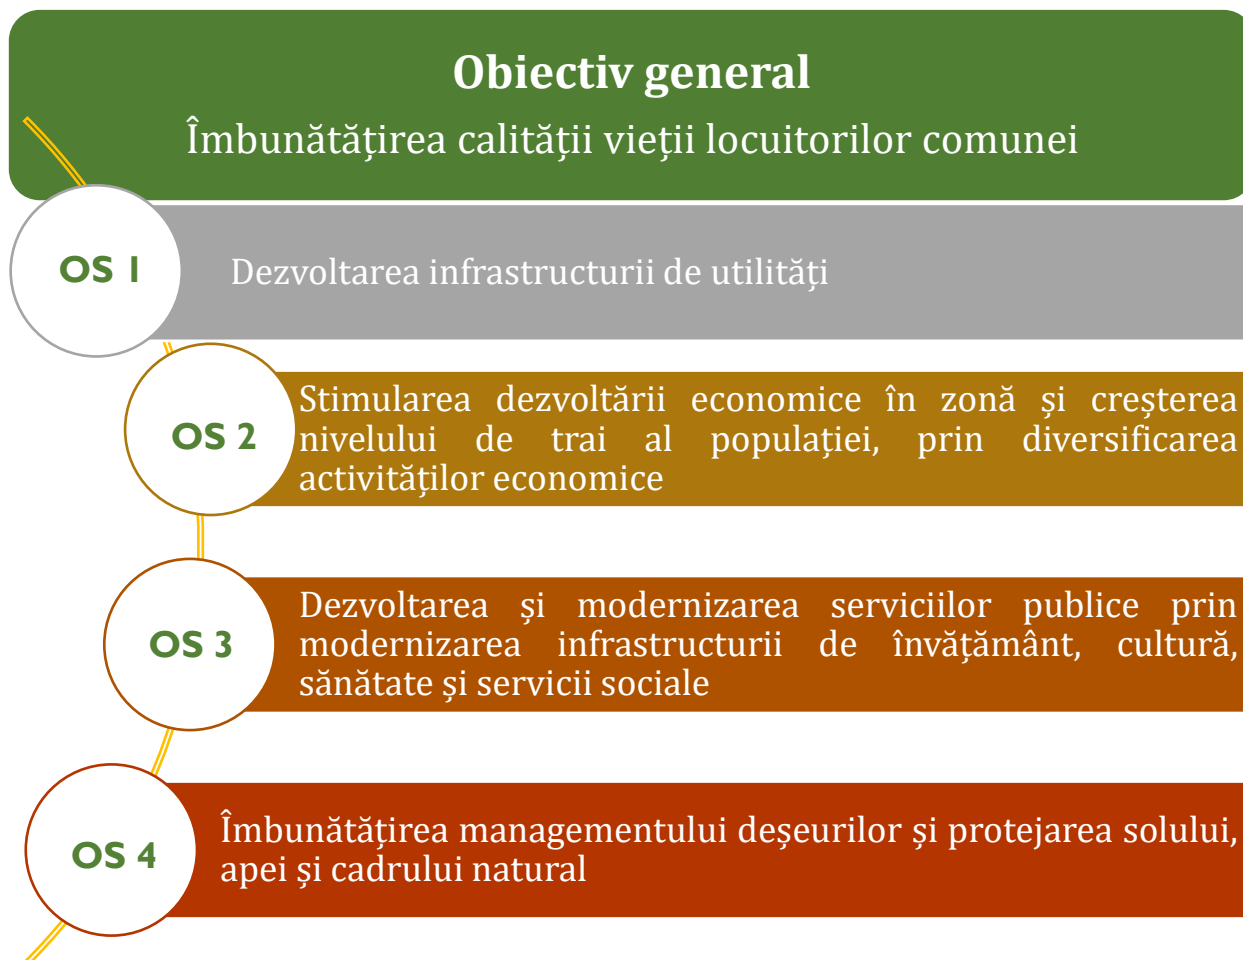 Obiectiv general
Îmbunătățirea calității vieții locuitorilor comunei
OS 1
Dezvoltarea infrastructurii de utilități
OS 2
Stimularea dezvoltării economice în zonă și creșterea
nivelului de trai al populației, prin diversificarea
activităților economice
OS 3
Dezvoltarea și modernizarea serviciilor publice prin
modernizarea infrastructurii de învățământ, cultură,
sănătate și servicii sociale
OS 4
Îmbunătățirea managementului deșeurilor și protejarea solului,
apei și cadrului natural